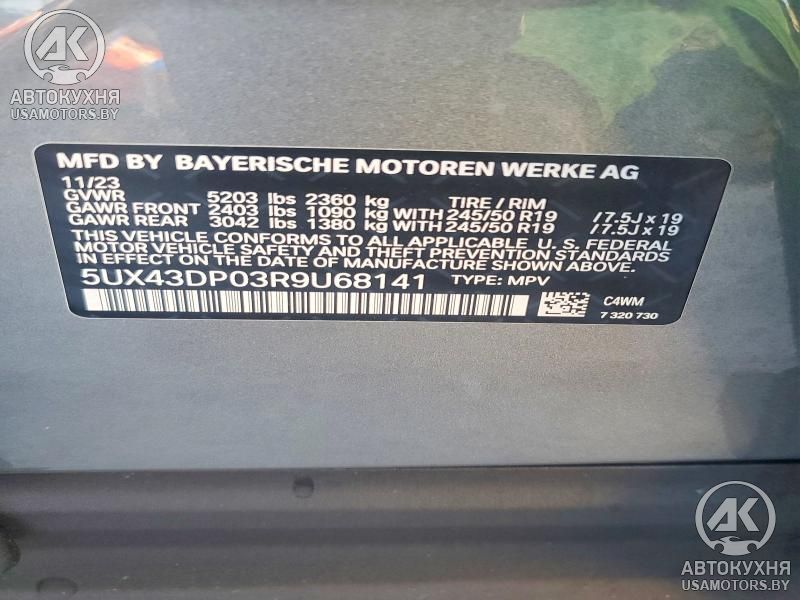 AK
АВТОКУХНЯ
USAMOTORS.BY
MFD BY BAYERISCHE MOTOREN WERKE AG
11/23
GVWR 5203 lbs 2360 kg TIRE / RIM
GAWR FRONT 2403 lbs 1090 kg WITH 245/50 R19 / 7.5J x 19
GAWR REAR 3042 lbs 1380 kg WITH 245/50 R19 / 7.5J x 19
THIS VEHICLE CONFORMS TO ALL APPLICABLE U.S. FEDERAL
MOTOR VEHICLE SAFETY AND THEFT PREVENTION STANDARDS
IN EFFECT ON THE DATE OF MANUFACTURE SHOWN ABOVE.
5UX43DP03R9U68141 TYPE: MPV
C4WM
7 320 730
AK
АВТОКУХНЯ
USAMOTORS.BY